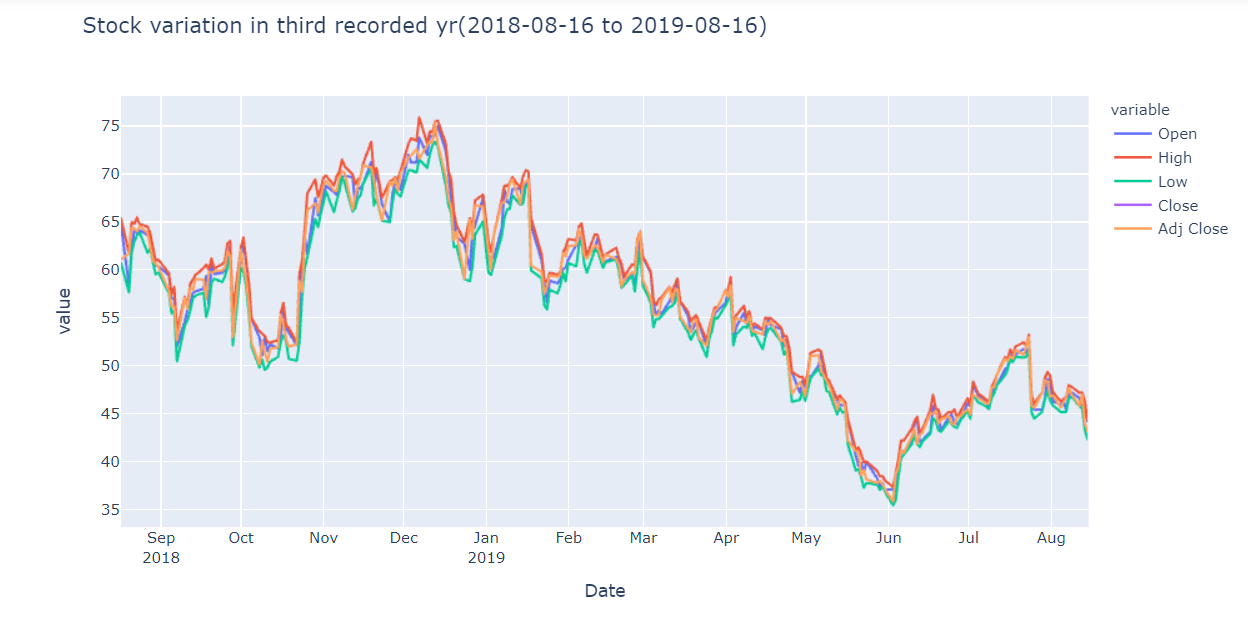 Stock variation in third recorded yr(2018-08-16 to 2019-08-16)
variable
Open
High
Low
Close
Adj Close
value
75
70
65
60
55
50
45
40
35
Sep Oct Nov Dec Jan Feb Mar Apr May Jun Jul Aug
2018 2019
Date